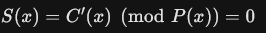 S(x) = C′(x) (mod P(x)) = 0